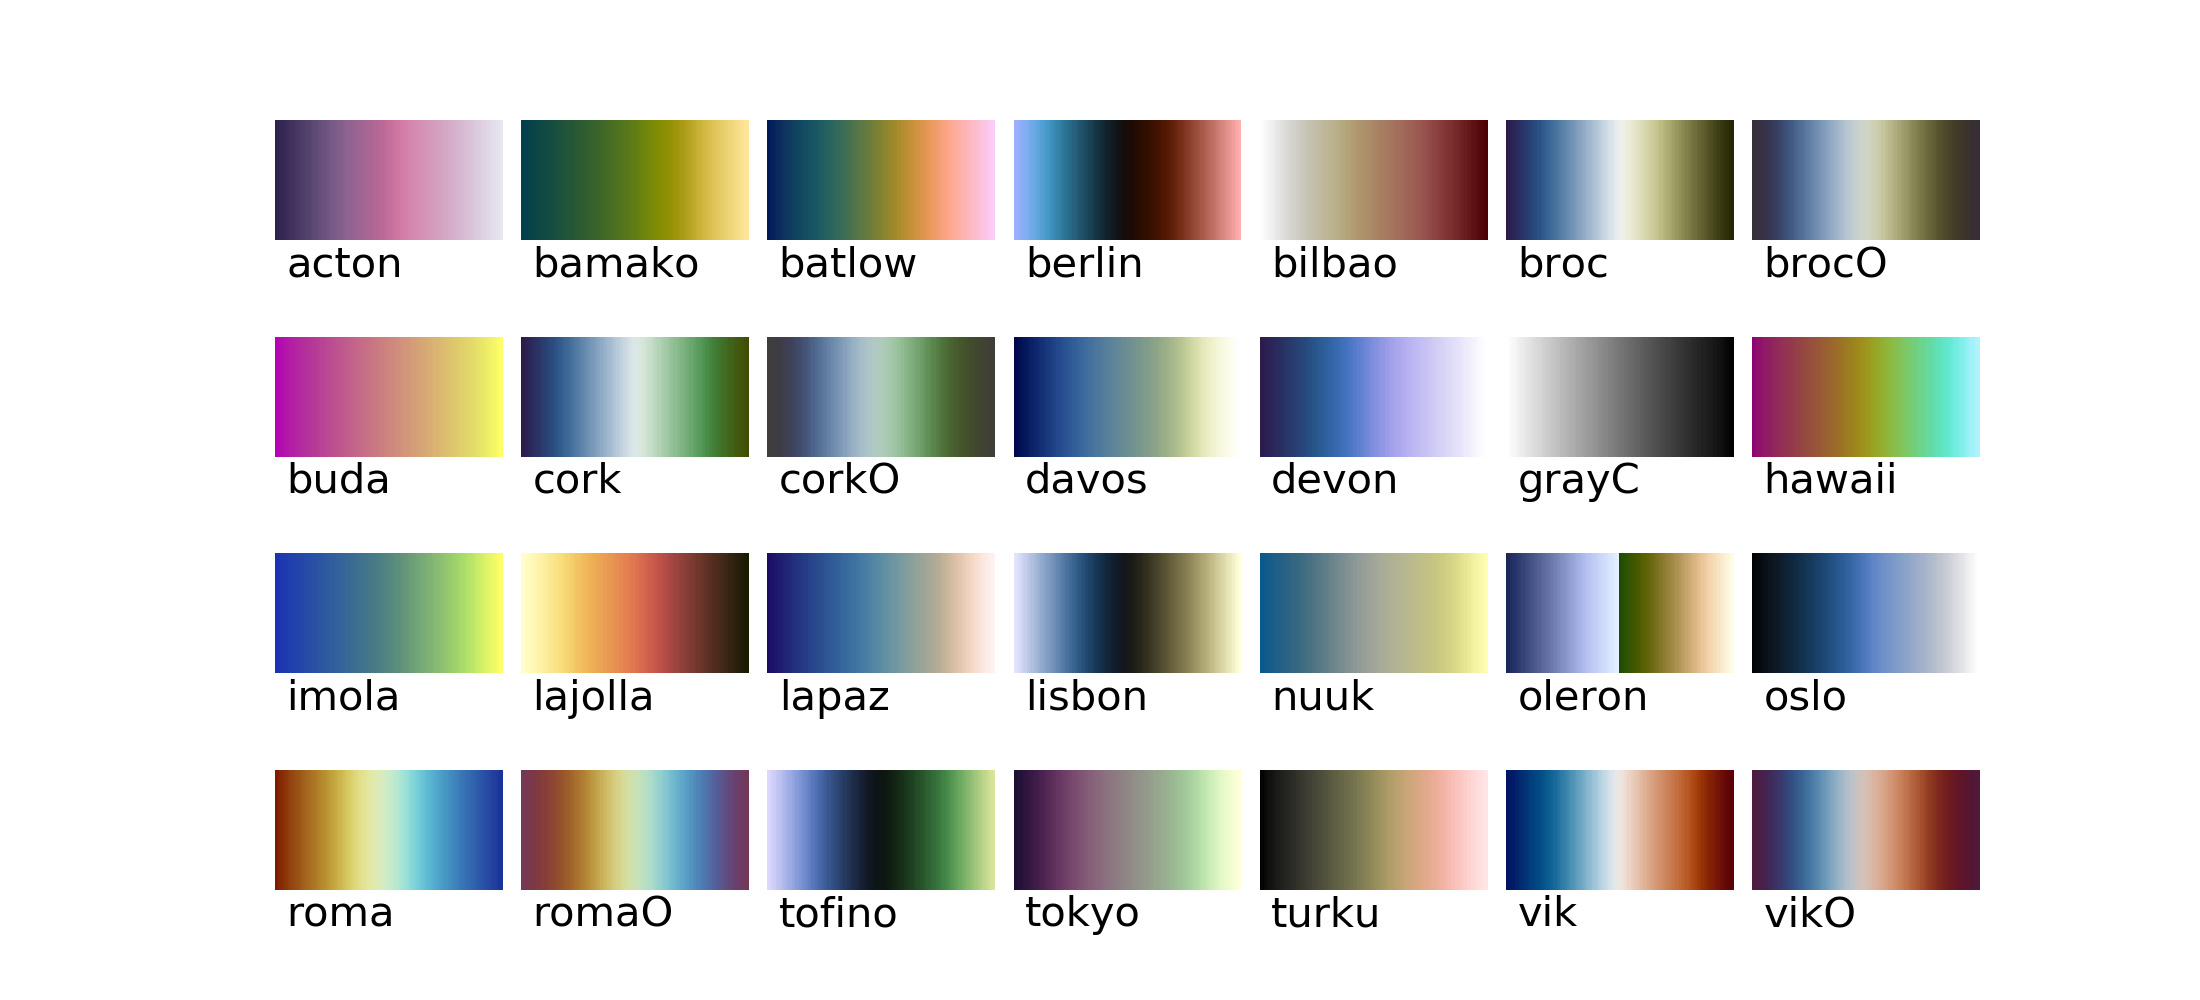 acton bamako batlow berlin bilbao broc brocO
buda cork corkO davos devon grayC hawaii
imola lajolla lapaz lisbon nuuk oleron oslo
roma romaO tofino tokyo turku vik vikO